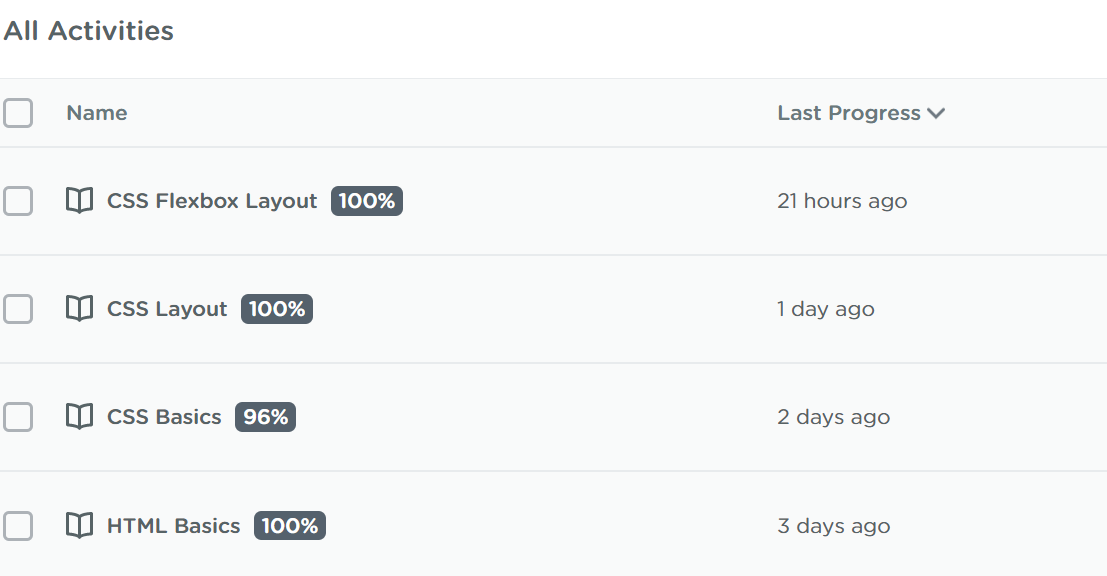 All Activities
Name Last Progress
CSS Flexbox Layout 100% 21 hours ago
CSS Layout 100% 1 day ago
CSS Basics 96% 2 days ago
HTML Basics 100% 3 days ago